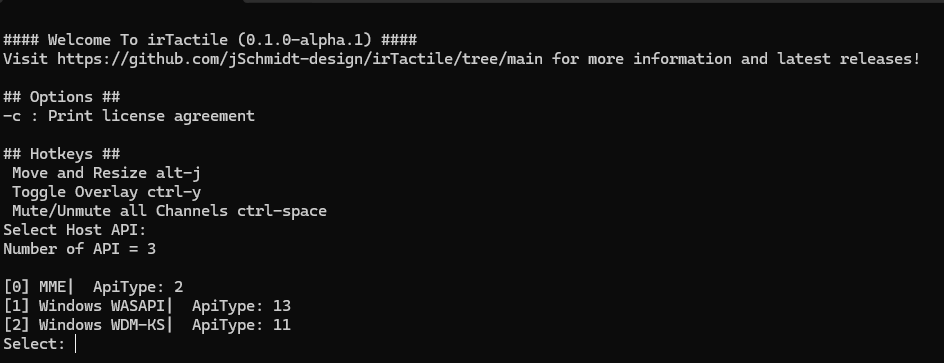 #### Welcome To irTactile (0.1.0-alpha.1) ####
Visit https://github.com/jSchmidt-design/irTactile/tree/main for more information and latest releases!
## Options ##
-c : Print license agreement
## Hotkeys ##
Move and Resize alt-j
Toggle Overlay ctrl-y
Mute/Unmute all Channels ctrl-space
Select Host API:
Number of API = 3
[0] MME|  ApiType: 2
[1] Windows WASAPI|  ApiType: 13
[2] Windows WDM-KS|  ApiType: 11
Select: